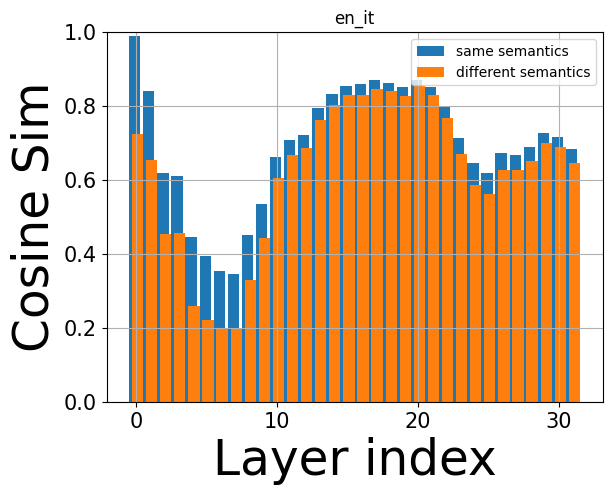 en_it
same semantics
different semantics
Cosine Sim
1.0
0.8
0.6
0.4
0.2
0.0
0 10 20 30
Layer index